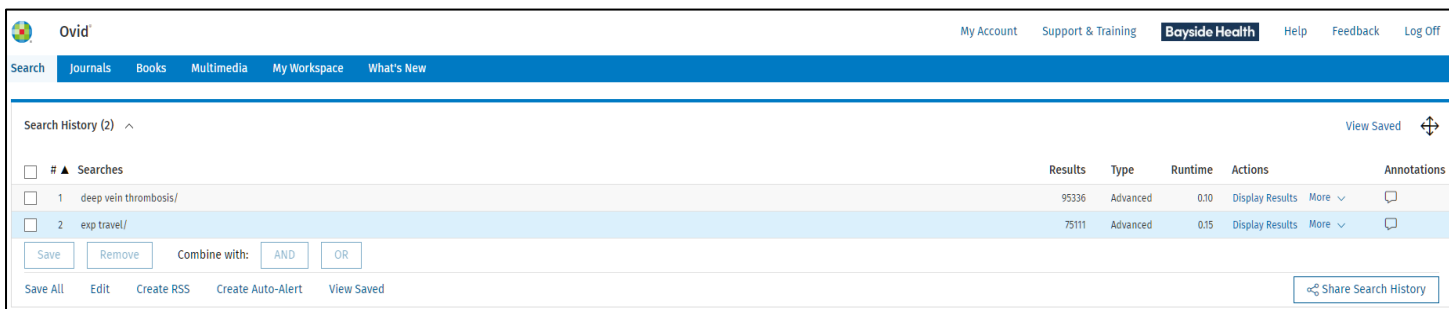 Ovid®
My Account Support & Training Bayside Health Help Feedback Log Off
Search Journals Books Multimedia My Workspace What's New
Search History (2)
View Saved
# ▲ Searches Results Type Runtime Actions Annotations
1 deep vein thrombosis/ 95336 Advanced 0.10 Display Results More
2 exp travel/ 75111 Advanced 0.15 Display Results More
Save Remove Combine with: AND OR
Save All Edit Create RSS Create Auto-Alert View Saved Share Search History